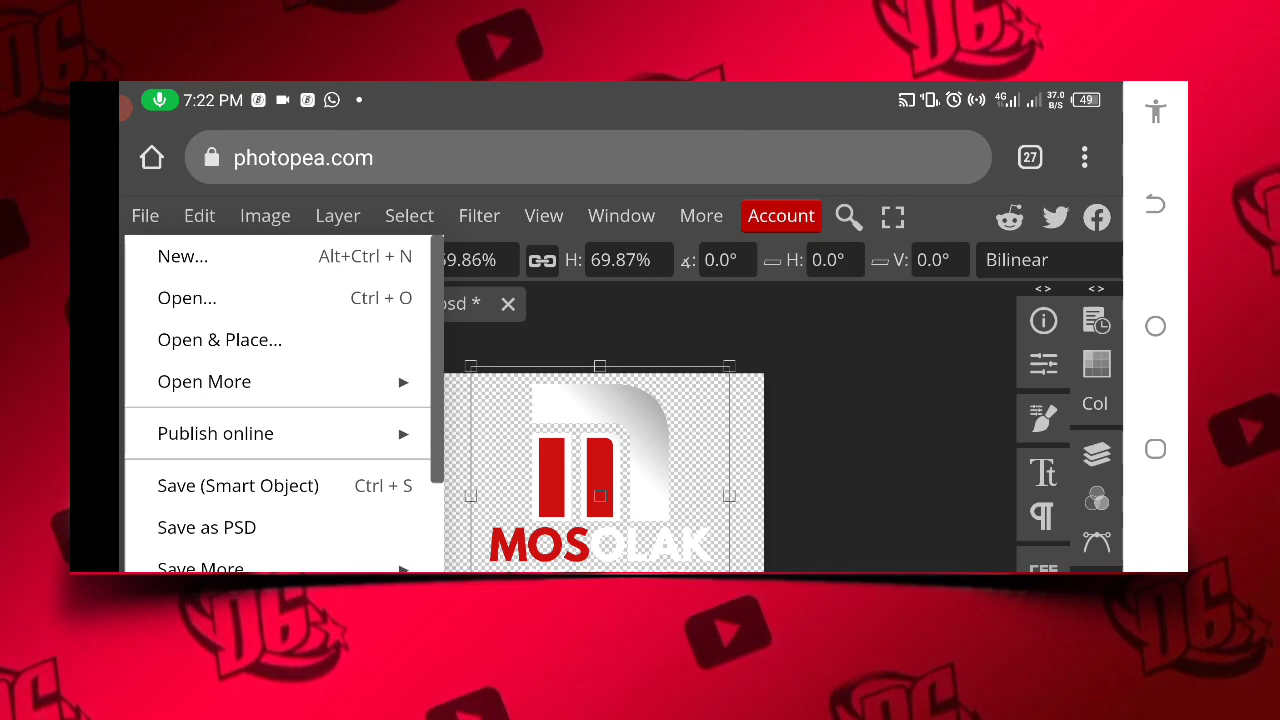 7:22 PM
4G 37.0 B/S 49
photopea.com 27
File Edit Image Layer Select Filter View Window More Account
New... Alt+Ctrl + N
Open... Ctrl + O
Open & Place...
Open More
Publish online
Save (Smart Object) Ctrl + S
Save as PSD
Save More
9.86% H: 69.87% 0.0° H: 0.0° V: 0.0° Bilinear
psd *
Col
MOSOLAK